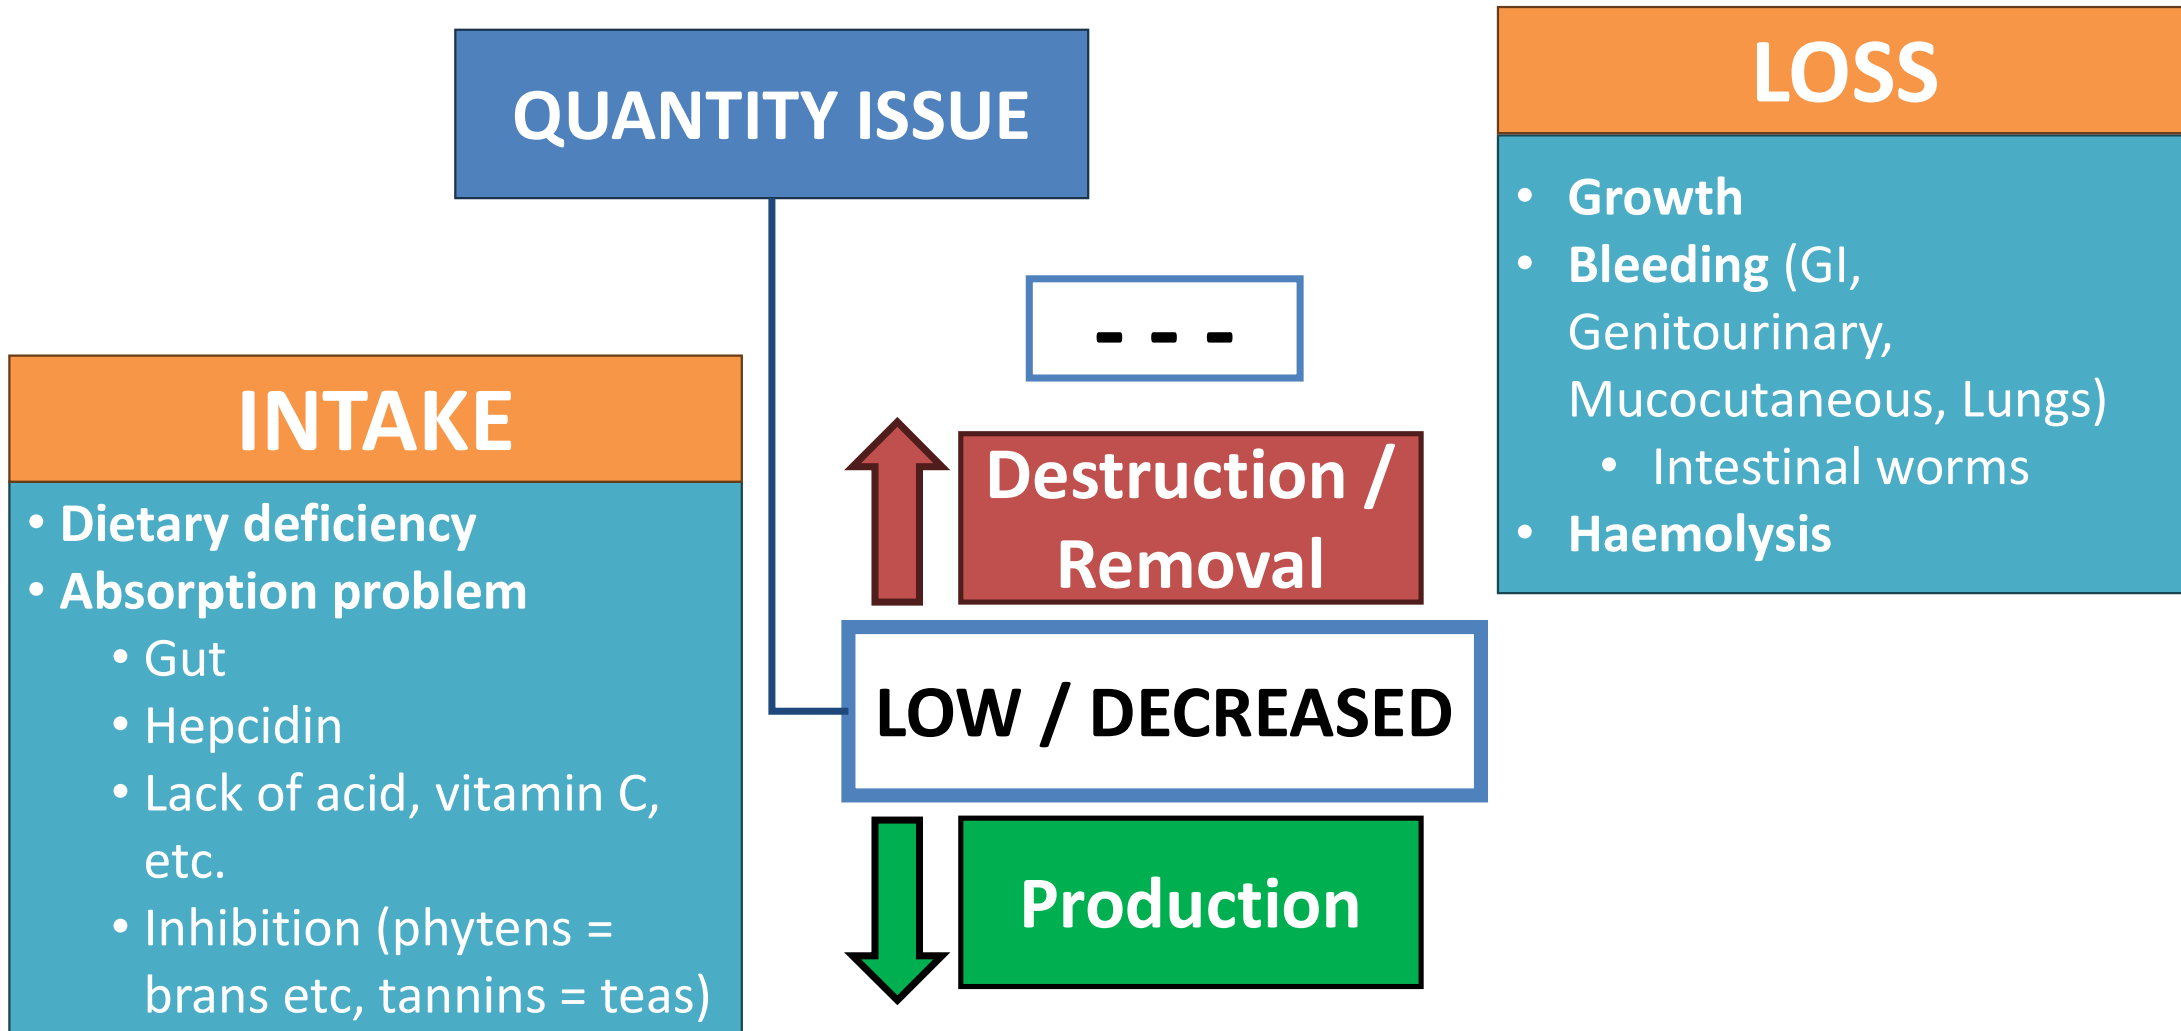 QUANTITY ISSUE
- - -
INTAKE
• Dietary deficiency
• Absorption problem
• Gut
• Hepcidin
• Lack of acid, vitamin C,
etc.
• Inhibition (phytens =
brans etc, tannins = teas)
Destruction /
Removal
LOW / DECREASED
Production
LOSS
• Growth
• Bleeding (GI,
Genitourinary,
Mucocutaneous, Lungs)
• Intestinal worms
• Haemolysis